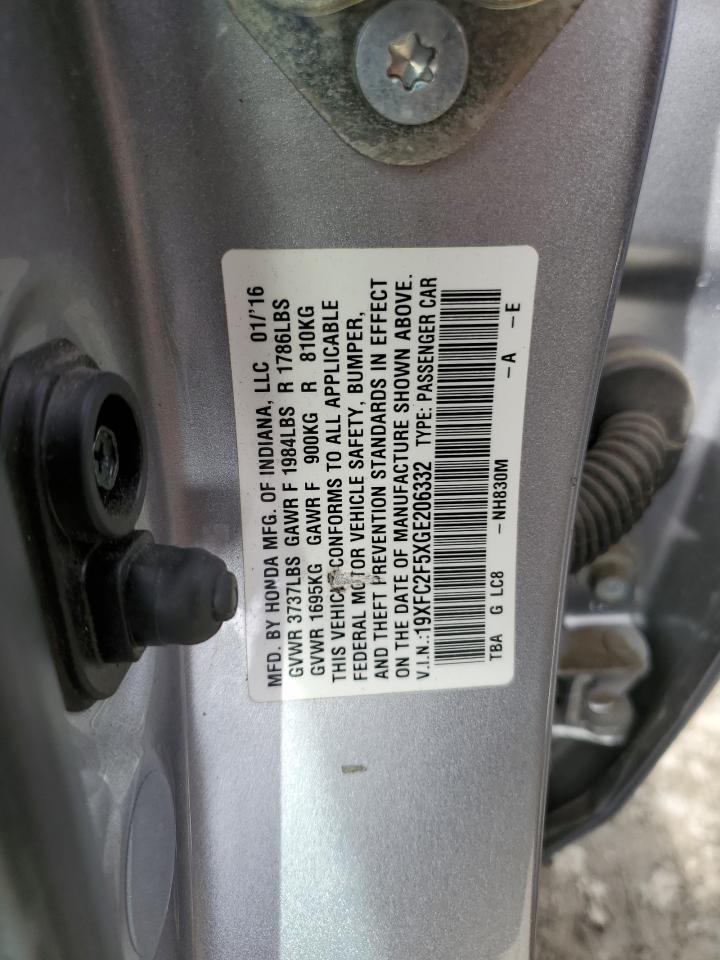 MFD. BY HONDA MFG. OF INDIANA, LLC 01/'16
GVWR 3737LBS GAWR F 1984LBS R 1786LBS
GVWR 1695KG GAWR F 900KG R 810KG
THIS VEHICLE CONFORMS TO ALL APPLICABLE
FEDERAL MOTOR VEHICLE SAFETY, BUMPER,
AND THEFT PREVENTION STANDARDS IN EFFECT
ON THE DATE OF MANUFACTURE SHOWN ABOVE.
V.I.N.:19XFC2F5XGE206332 TYPE: PASSENGER CAR
TBA G LC8 – NH830M – A – E